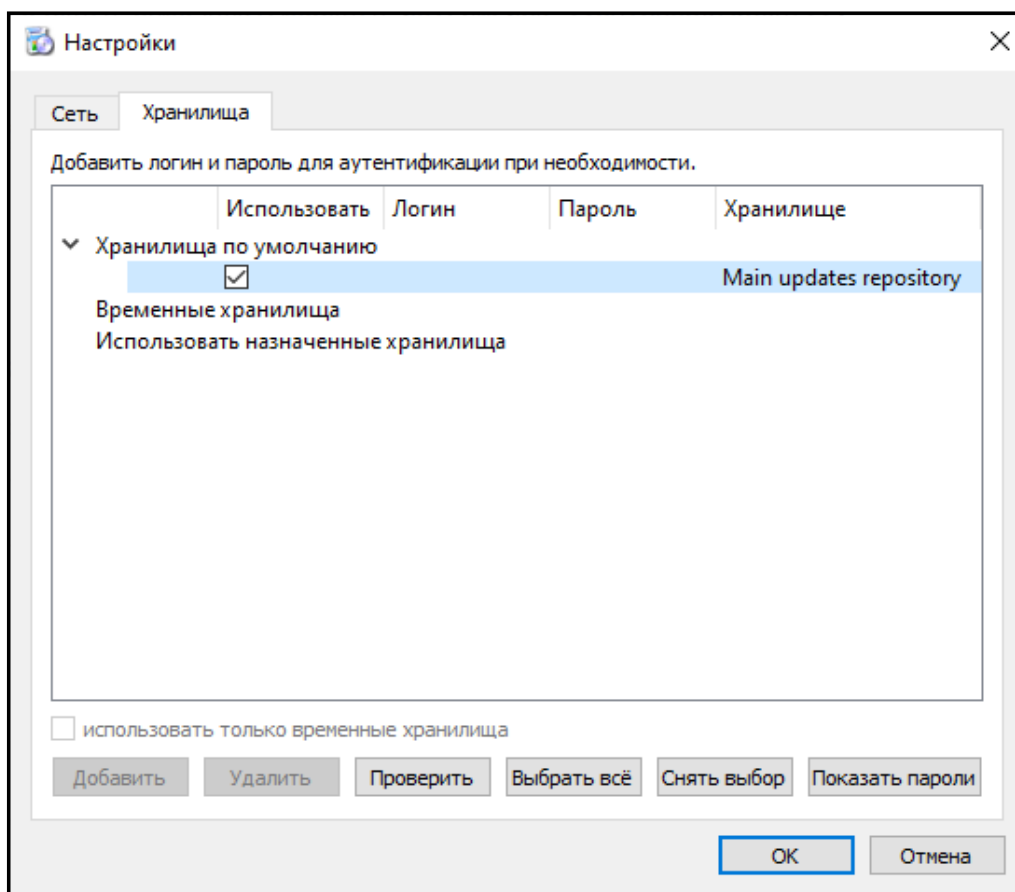 Настройки
Сеть Хранилища
Добавить логин и пароль для аутентификации при необходимости.
Использовать Логин Пароль Хранилище
Хранилища по умолчанию
Main updates repository
Временные хранилища
Использовать назначенные хранилища
использовать только временные хранилища
Добавить Удалить Проверить Выбрать всё Снять выбор Показать пароли
OK Отмена